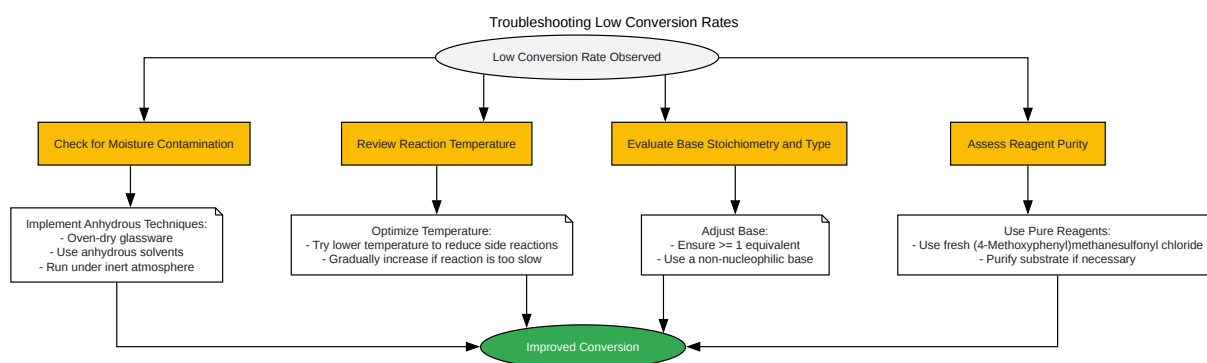 Troubleshooting Low Conversion Rates
Low Conversion Rate Observed
Check for Moisture Contamination
Review Reaction Temperature
Evaluate Base Stoichiometry and Type
Assess Reagent Purity
Implement Anhydrous Techniques:
- Oven-dry glassware
- Use anhydrous solvents
- Run under inert atmosphere
Optimize Temperature:
- Try lower temperature to reduce side reactions
- Gradually increase if reaction is too slow
Adjust Base:
- Ensure >= 1 equivalent
- Use a non-nucleophilic base
Use Pure Reagents:
- Use fresh (4-Methoxyphenyl)methanesulfonyl chloride
- Purify substrate if necessary
Improved Conversion